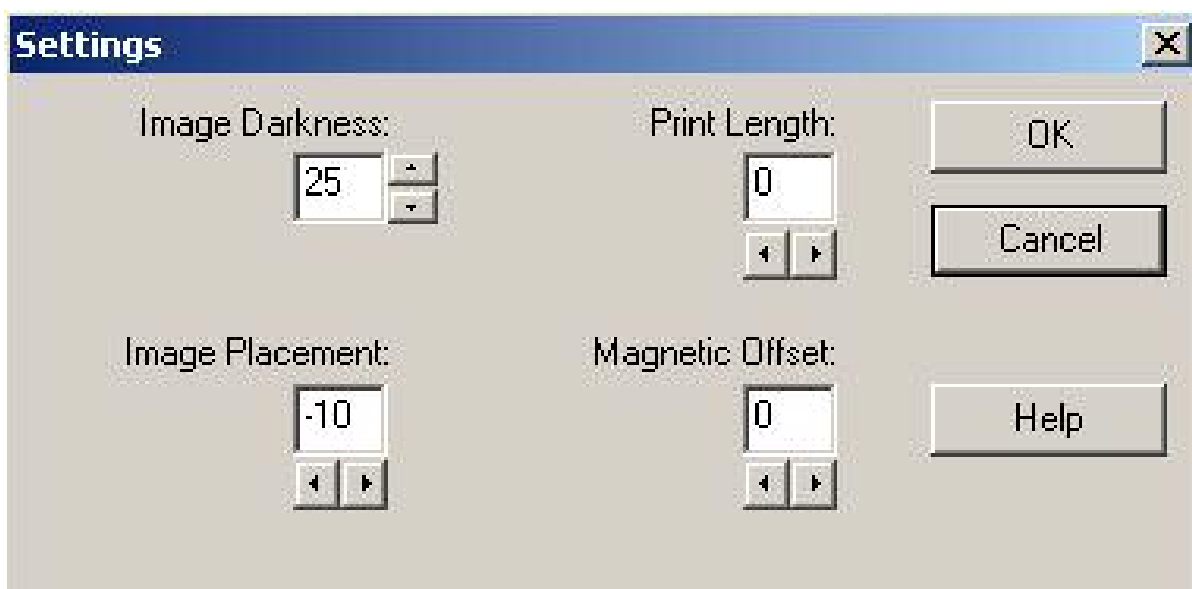 Settings
Image Darkness:
25
Print Length:
0
OK
Cancel
Image Placement:
-10
Magnetic Offset:
0
Help